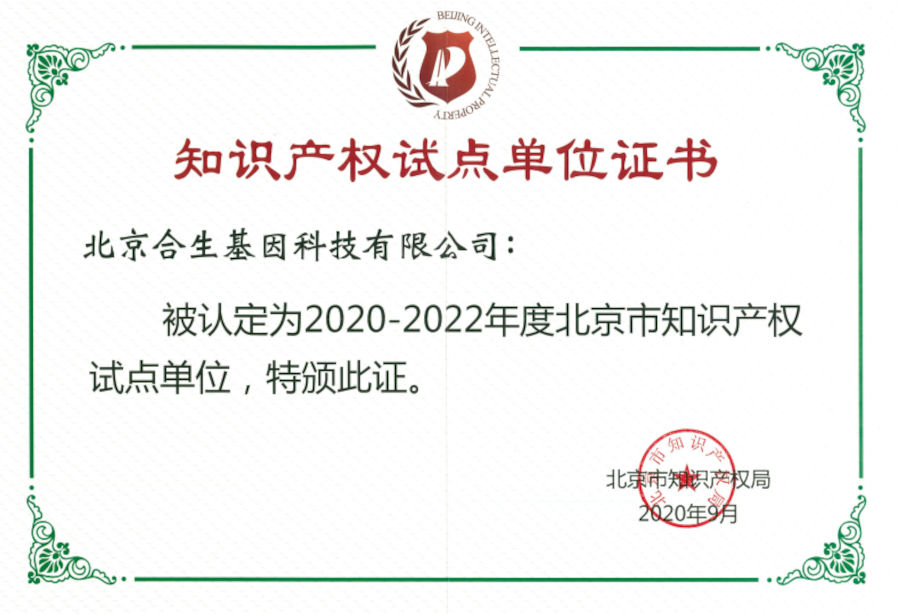 BEIJING INTELLECTUAL PROPERTY
知识产权试点单位证书
北京合生基因科技有限公司：
被认定为2020-2022年度北京市知识产权
试点单位，特颁此证。
北京市知识产权局
北京市知识产权局
2020年9月